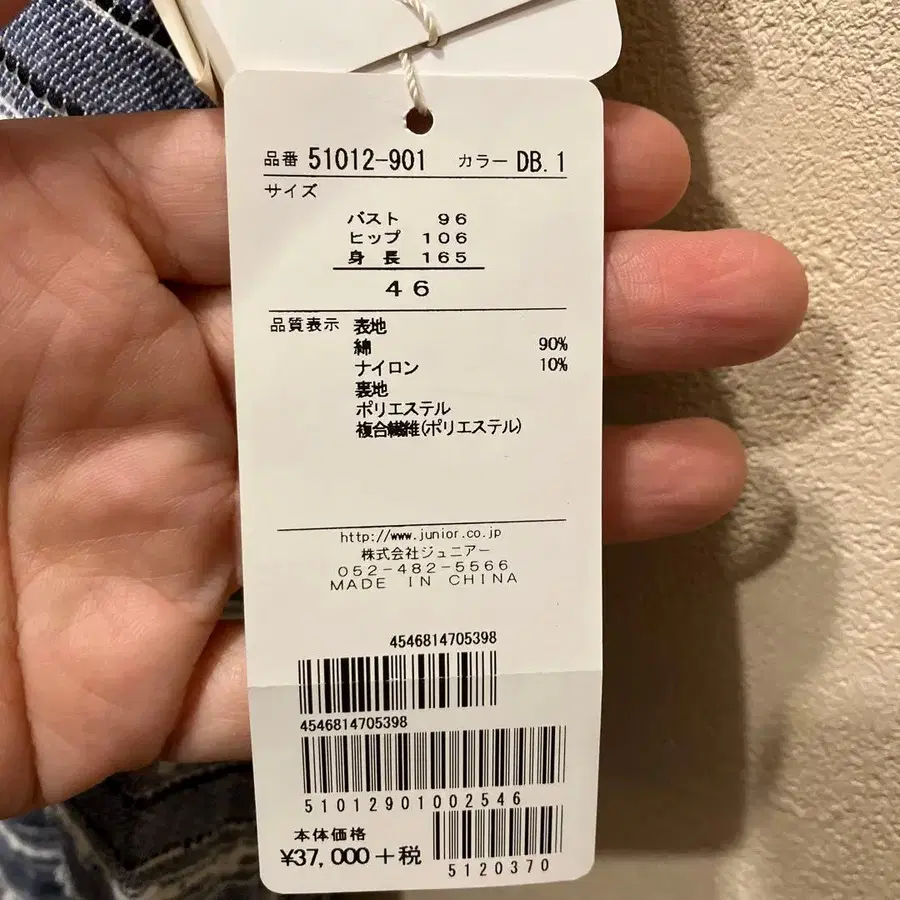 品番 51012-901 カラー DB. 1
サイズ
バスト 96
ヒップ 106
身 長 165
46
品質表示 表地
綿 90%
ナイロン 10%
裏地
ポリエステル
複合繊維(ポリエステル)
http://www.junior.co.jp
株式会社ジュニアー
052-482-5566
MADE IN CHINA
4546814705398
4546814705398
51012901002546
本体価格
¥37,000+税
5120370